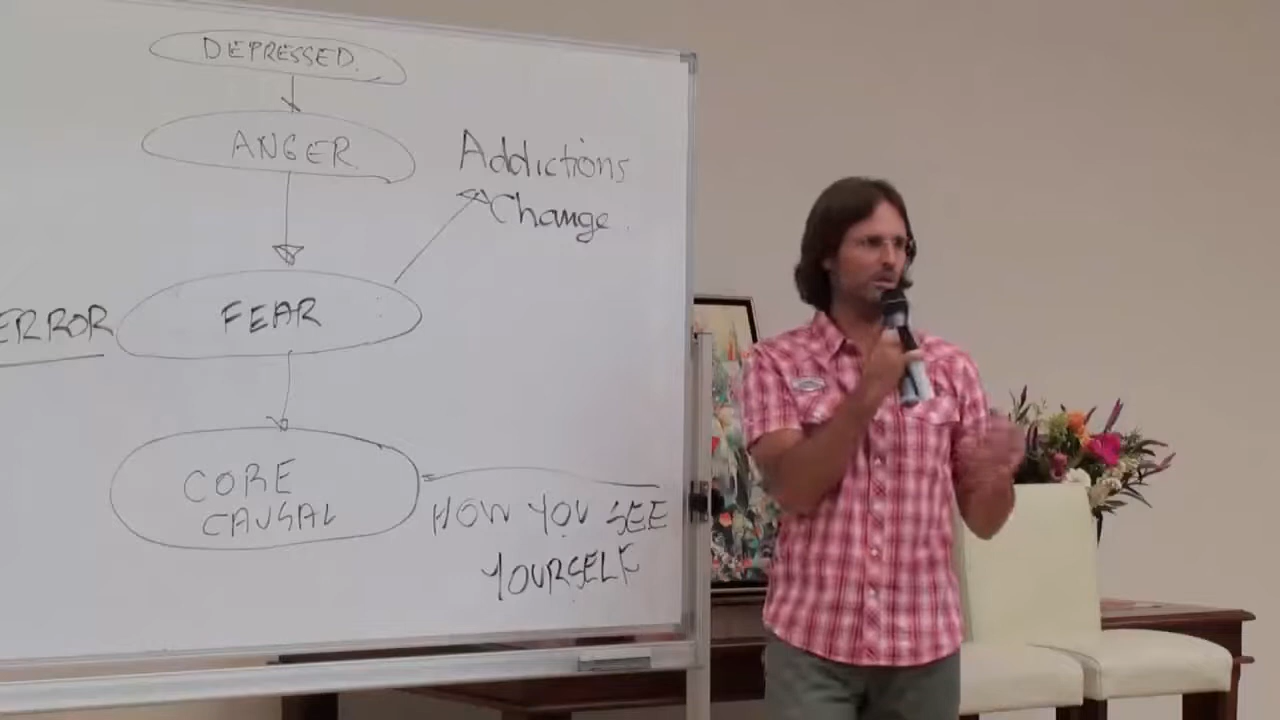 DEPRESSED.
ANGER
Addictions
Change.
ERROR
FEAR
CORE
CAUSAL
HOW YOU SEE
YOURSELF